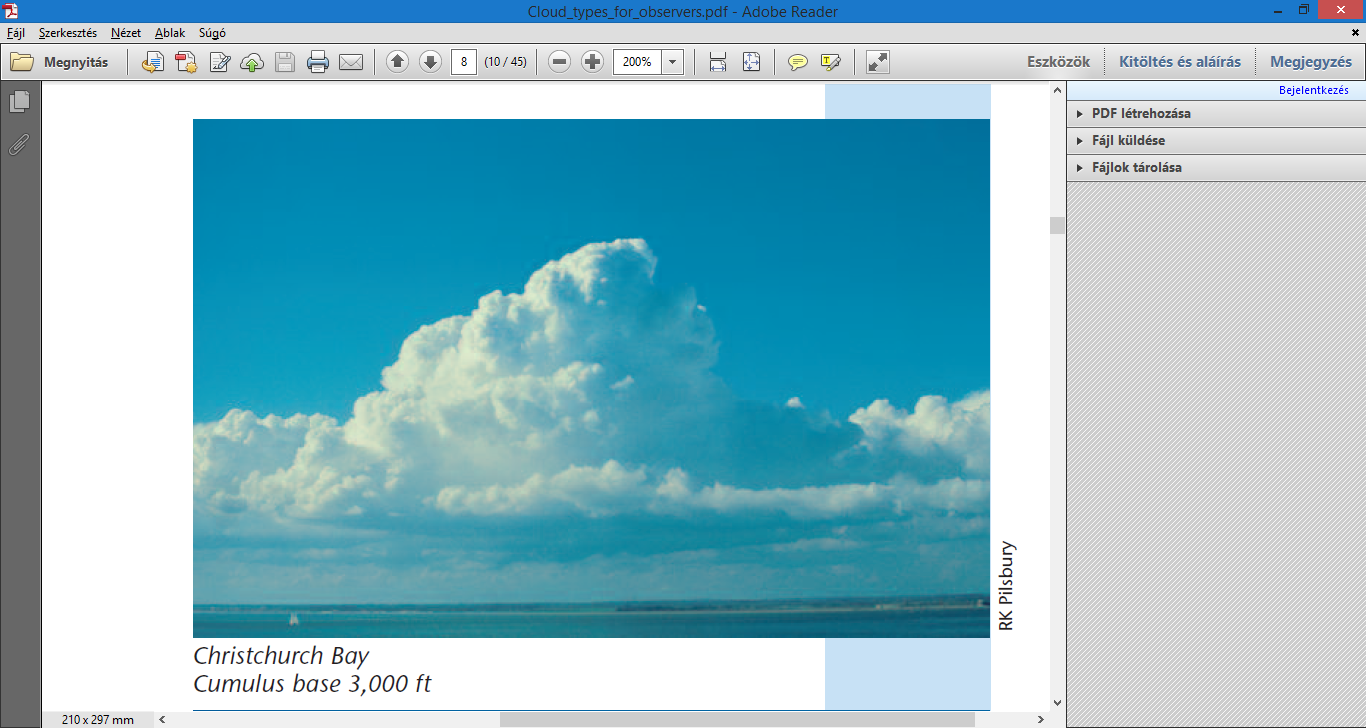 Cloud_types_for_observers.pdf - Adobe Reader
Fájl Szerkesztés Nézet Ablak Súgó
Megnyitás 8 (10 / 45) 200% Eszközök Kitöltés és aláírás Megjegyzés
Bejelentkezés
PDF létrehozása
Fájl küldése
Fájlok tárolása
RK Pilsbury
Christchurch Bay
Cumulus base 3,000 ft
210 x 297 mm